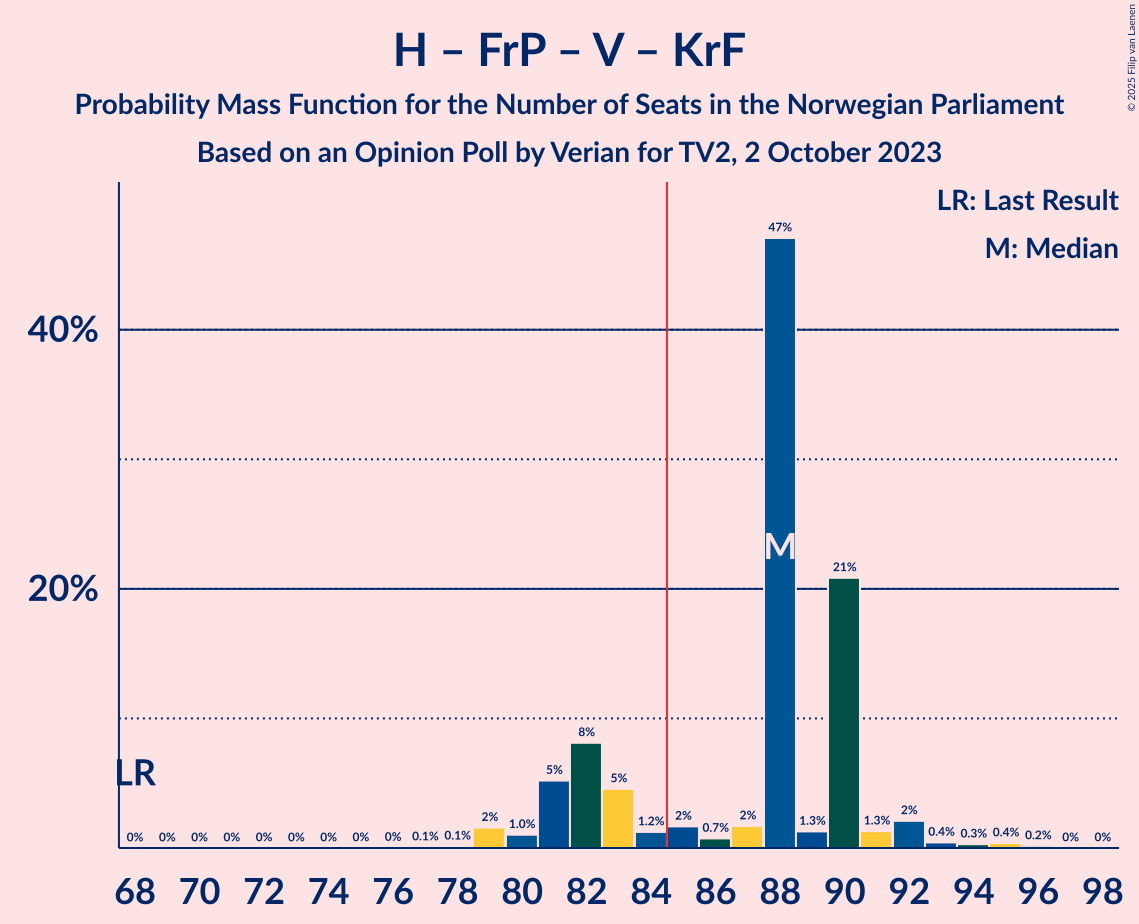 H – FrP – V – KrF
Probability Mass Function for the Number of Seats in the Norwegian Parliament
Based on an Opinion Poll by Verian for TV2, 2 October 2023
© 2025 Filip van Laenen
LR: Last Result
M: Median
40%
20%
47%
M
21%
LR
0% 0% 0% 0% 0% 0% 0% 0% 0% 0.1% 0.1% 2% 1.0% 5% 8% 5% 1.2% 2% 0.7% 2% 1.3% 1.3% 2% 0.4% 0.3% 0.4% 0.2% 0% 0%
68 70 72 74 76 78 80 82 84 86 88 90 92 94 96 98